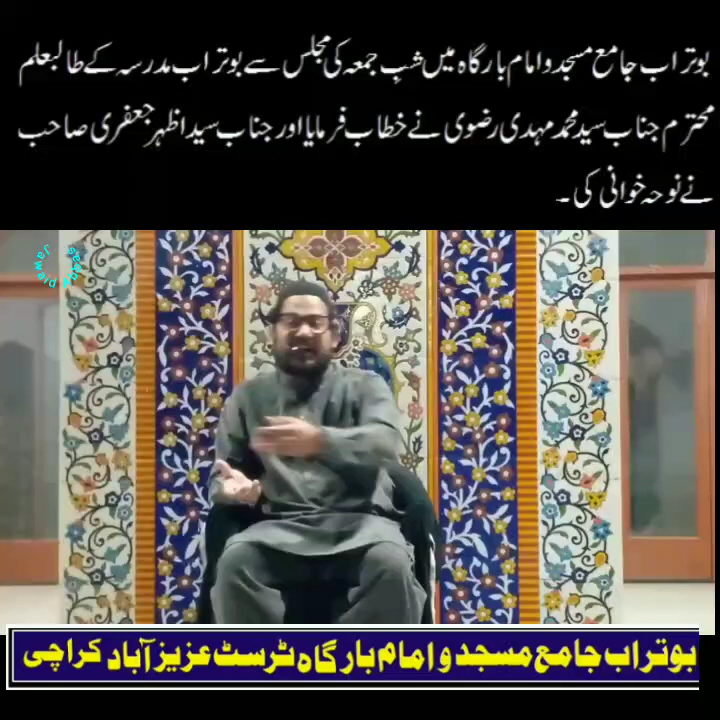 بوتراب جامع مسجد و امام بارگاہ میں شبِ جمعہ کی مجلس سے بوتراب مدرسہ کے طالبعلم
محترم جناب سید محمد مہدی رضوی نے خطاب فرمایا اور جناب سید اظہر جعفری صاحب
نے نوحہ خوانی کی۔
بوتراب جامع مسجد و امام بارگاہ ٹرسٹ عزیز آباد کراچی